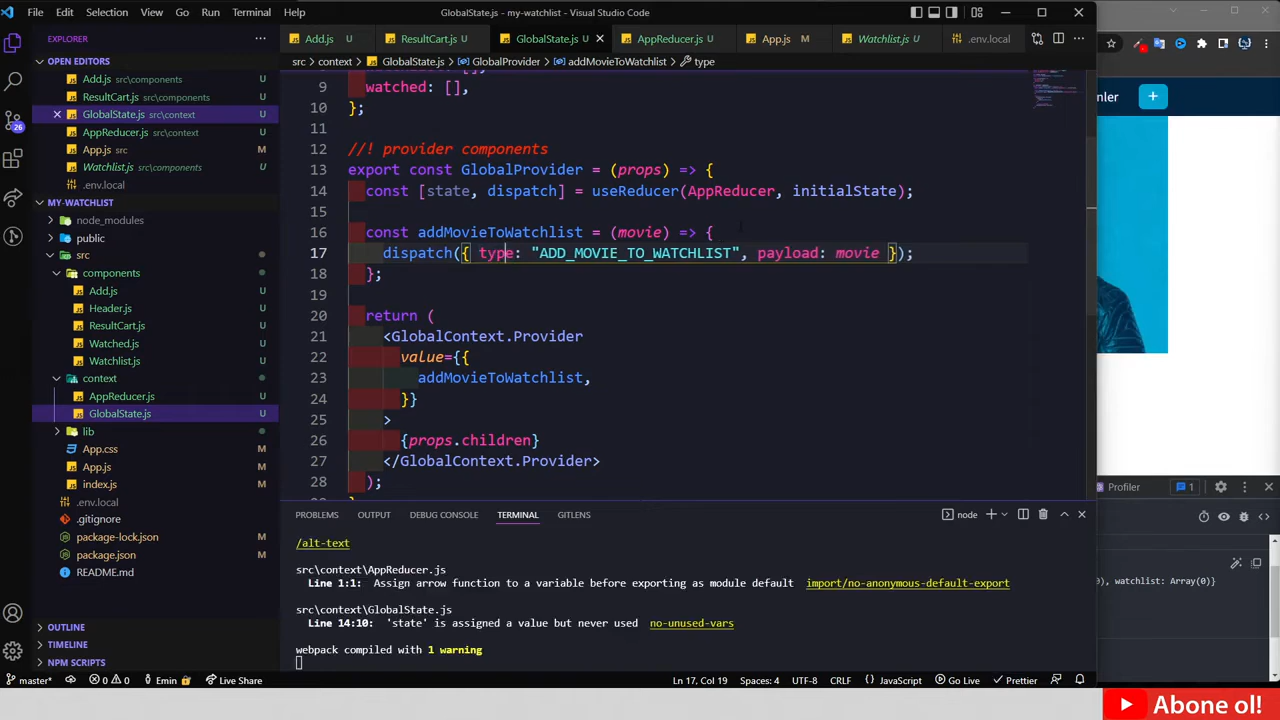 File Edit Selection View Go Run Terminal Help
GlobalState.js - my-watchlist - Visual Studio Code
EXPLORER
Add.js U
ResultCart.js U
GlobalState.js U
AppReducer.js U
App.js M
Watchlist.js U
.env.local
OPEN EDITORS
Add.js src\components U
ResultCart.js src\components U
GlobalState.js src\context U
AppReducer.js src\context U
App.js src M
Watchlist.js src\components U
.env.local
MY-WATCHLIST
node_modules
public
src
components
Add.js U
Header.js U
ResultCart.js U
Watched.js U
Watchlist.js U
context
AppReducer.js U
GlobalState.js U
lib
App.css M
App.js M
index.js M
.env.local
.gitignore
package-lock.json M
package.json M
README.md
OUTLINE
TIMELINE
NPM SCRIPTS
26
src > context > GlobalState.js > GlobalProvider > addMovieToWatchlist > type
9 watched: [],
10 };
11
12 //! provider components
13 export const GlobalProvider = (props) => {
14 const [state, dispatch] = useReducer(AppReducer, initialState);
15
16 const addMovieToWatchlist = (movie) => {
17 dispatch({ type: "ADD_MOVIE_TO_WATCHLIST", payload: movie });
18 };
19
20 return (
21 <GlobalContext.Provider
22 value={{
23 addMovieToWatchlist,
24 }}
25 >
26 {props.children}
27 </GlobalContext.Provider>
28 );
PROBLEMS OUTPUT DEBUG CONSOLE TERMINAL GITLENS
node
/alt-text
src\context\AppReducer.js
Line 1:1: Assign arrow function to a variable before exporting as module default import/no-anonymous-default-export
src\context\GlobalState.js
Line 14:10: 'state' is assigned a value but never used no-unused-vars
webpack compiled with 1 warning
master* 0 0 Emin Live Share
Ln 17, Col 19 Spaces: 4 UTF-8 CRLF JavaScript Go Live Prettier
nler +
Profiler 1
0), watchlist: Array(0)}
Abone ol!